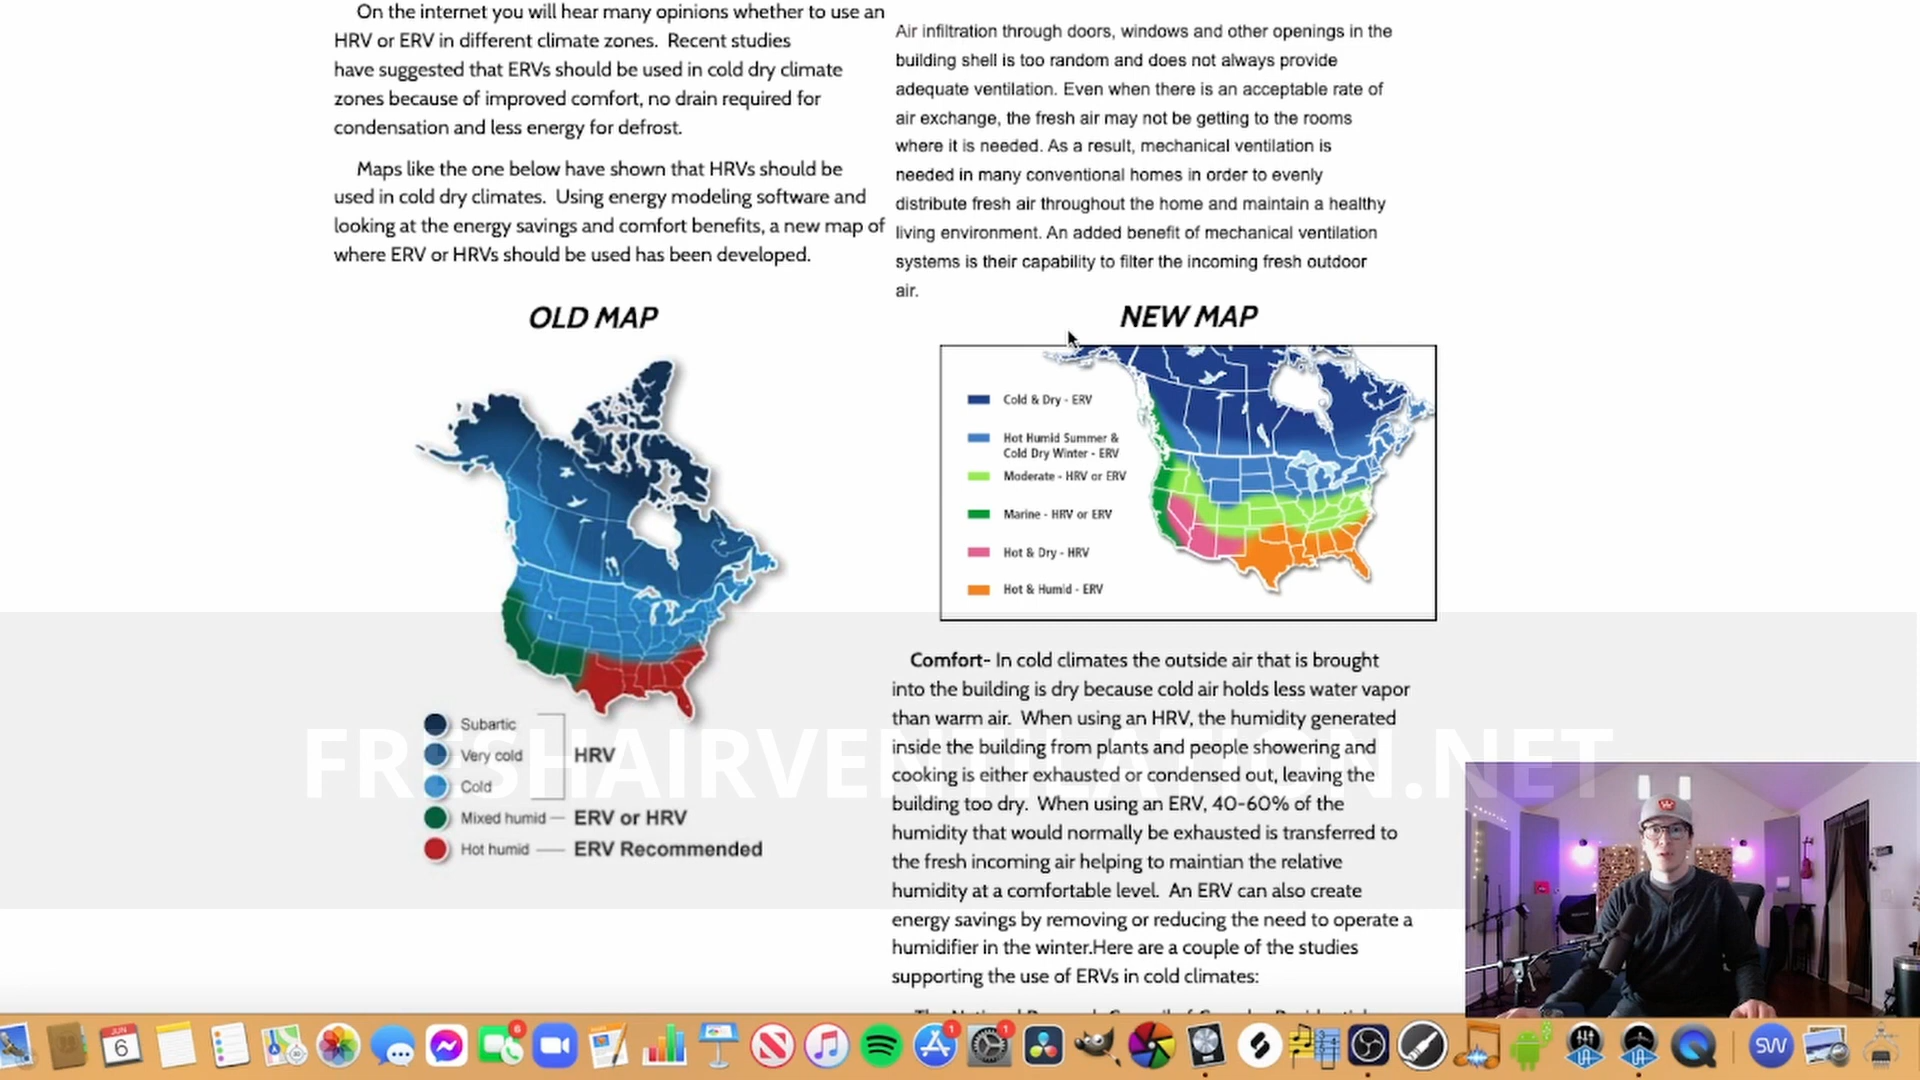 On the internet you will hear many opinions whether to use an
HRV or ERV in different climate zones. Recent studies
have suggested that ERVs should be used in cold dry climate
zones because of improved comfort, no drain required for
condensation and less energy for defrost.
Maps like the one below have shown that HRVs should be
used in cold dry climates. Using energy modeling software and
looking at the energy savings and comfort benefits, a new map of
where ERV or HRVs should be used has been developed.
OLD MAP
Subartic
Very cold
HRV
Cold
Mixed humid
ERV or HRV
Hot humid
ERV Recommended
Air infiltration through doors, windows and other openings in the
building shell is too random and does not always provide
adequate ventilation. Even when there is an acceptable rate of
air exchange, the fresh air may not be getting to the rooms
where it is needed. As a result, mechanical ventilation is
needed in many conventional homes in order to evenly
distribute fresh air throughout the home and maintain a healthy
living environment. An added benefit of mechanical ventilation
systems is their capability to filter the incoming fresh outdoor
air.
NEW MAP
Cold & Dry - ERV
Hot Humid Summer &
Cold Dry Winter - ERV
Moderate - HRV or ERV
Marine - HRV or ERV
Hot & Dry - HRV
Hot & Humid - ERV
Comfort- In cold climates the outside air that is brought
into the building is dry because cold air holds less water vapor
than warm air. When using an HRV, the humidity generated
inside the building from plants and people showering and
cooking is either exhausted or condensed out, leaving the
building too dry. When using an ERV, 40-60% of the
humidity that would normally be exhausted is transferred to
the fresh incoming air helping to maintian the relative
humidity at a comfortable level. An ERV can also create
energy savings by removing or reducing the need to operate a
humidifier in the winter.Here are a couple of the studies
supporting the use of ERVs in cold climates:
FRESHAIRVENTILATION.NET
JUN
6
6
1
1
SW